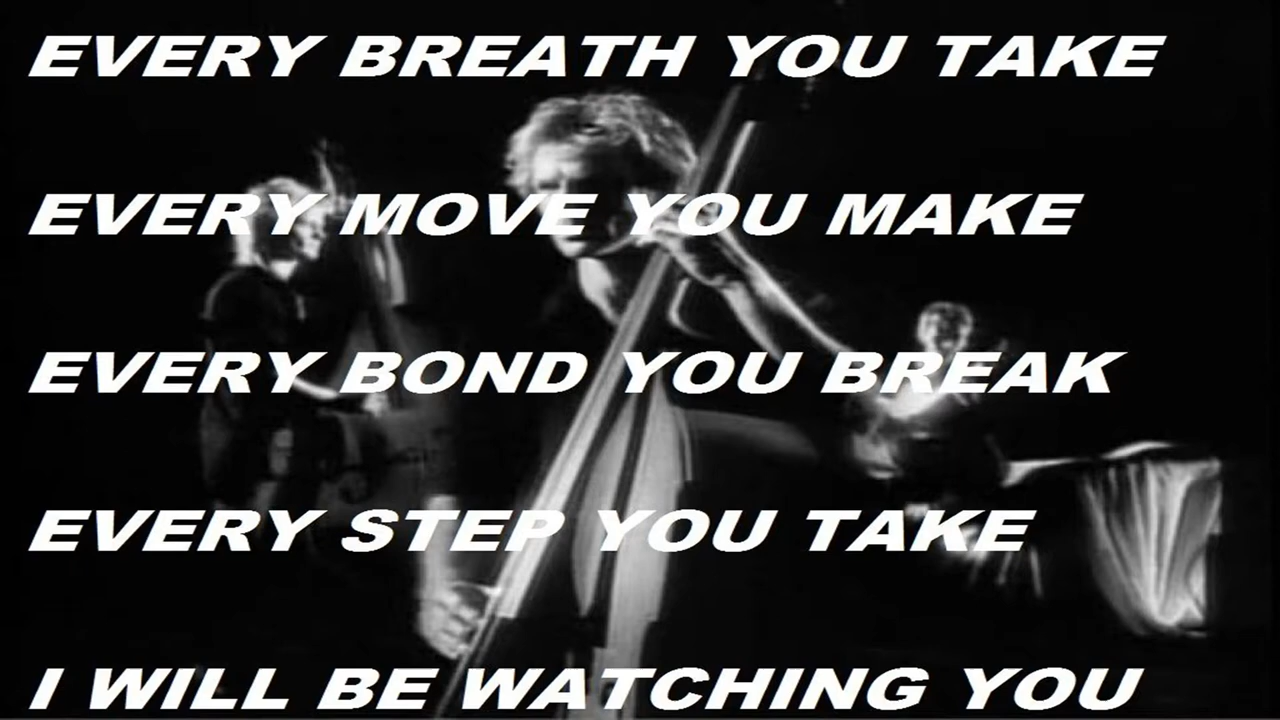 EVERY BREATH YOU TAKE
EVERY MOVE YOU MAKE
EVERY BOND YOU BREAK
EVERY STEP YOU TAKE
I WILL BE WATCHING YOU